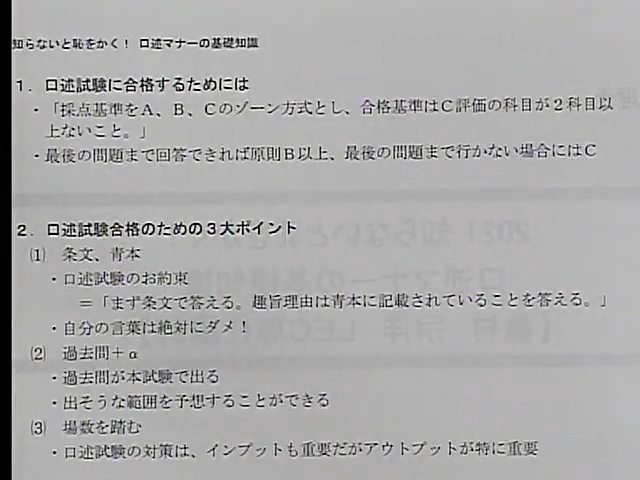 知らないと恥をかく！ 口述マナーの基礎知識
１．口述試験に合格するためには
・「採点基準をＡ、Ｂ、Ｃのゾーン方式とし、合格基準はＣ評価の科目が２科目以
上ないこと。」
・最後の問題まで回答できれば原則Ｂ以上、最後の問題まで行かない場合にはＣ
２．口述試験合格のための３大ポイント
⑴ 条文、青本
・口述試験のお約束
＝「まず条文で答える。趣旨理由は青本に記載されていることを答える。」
・自分の言葉は絶対にダメ！
⑵ 過去問＋α
・過去問が本試験で出る
・出そうな範囲を予想することができる
⑶ 場数を踏む
・口述試験の対策は、インプットも重要だがアウトプットが特に重要